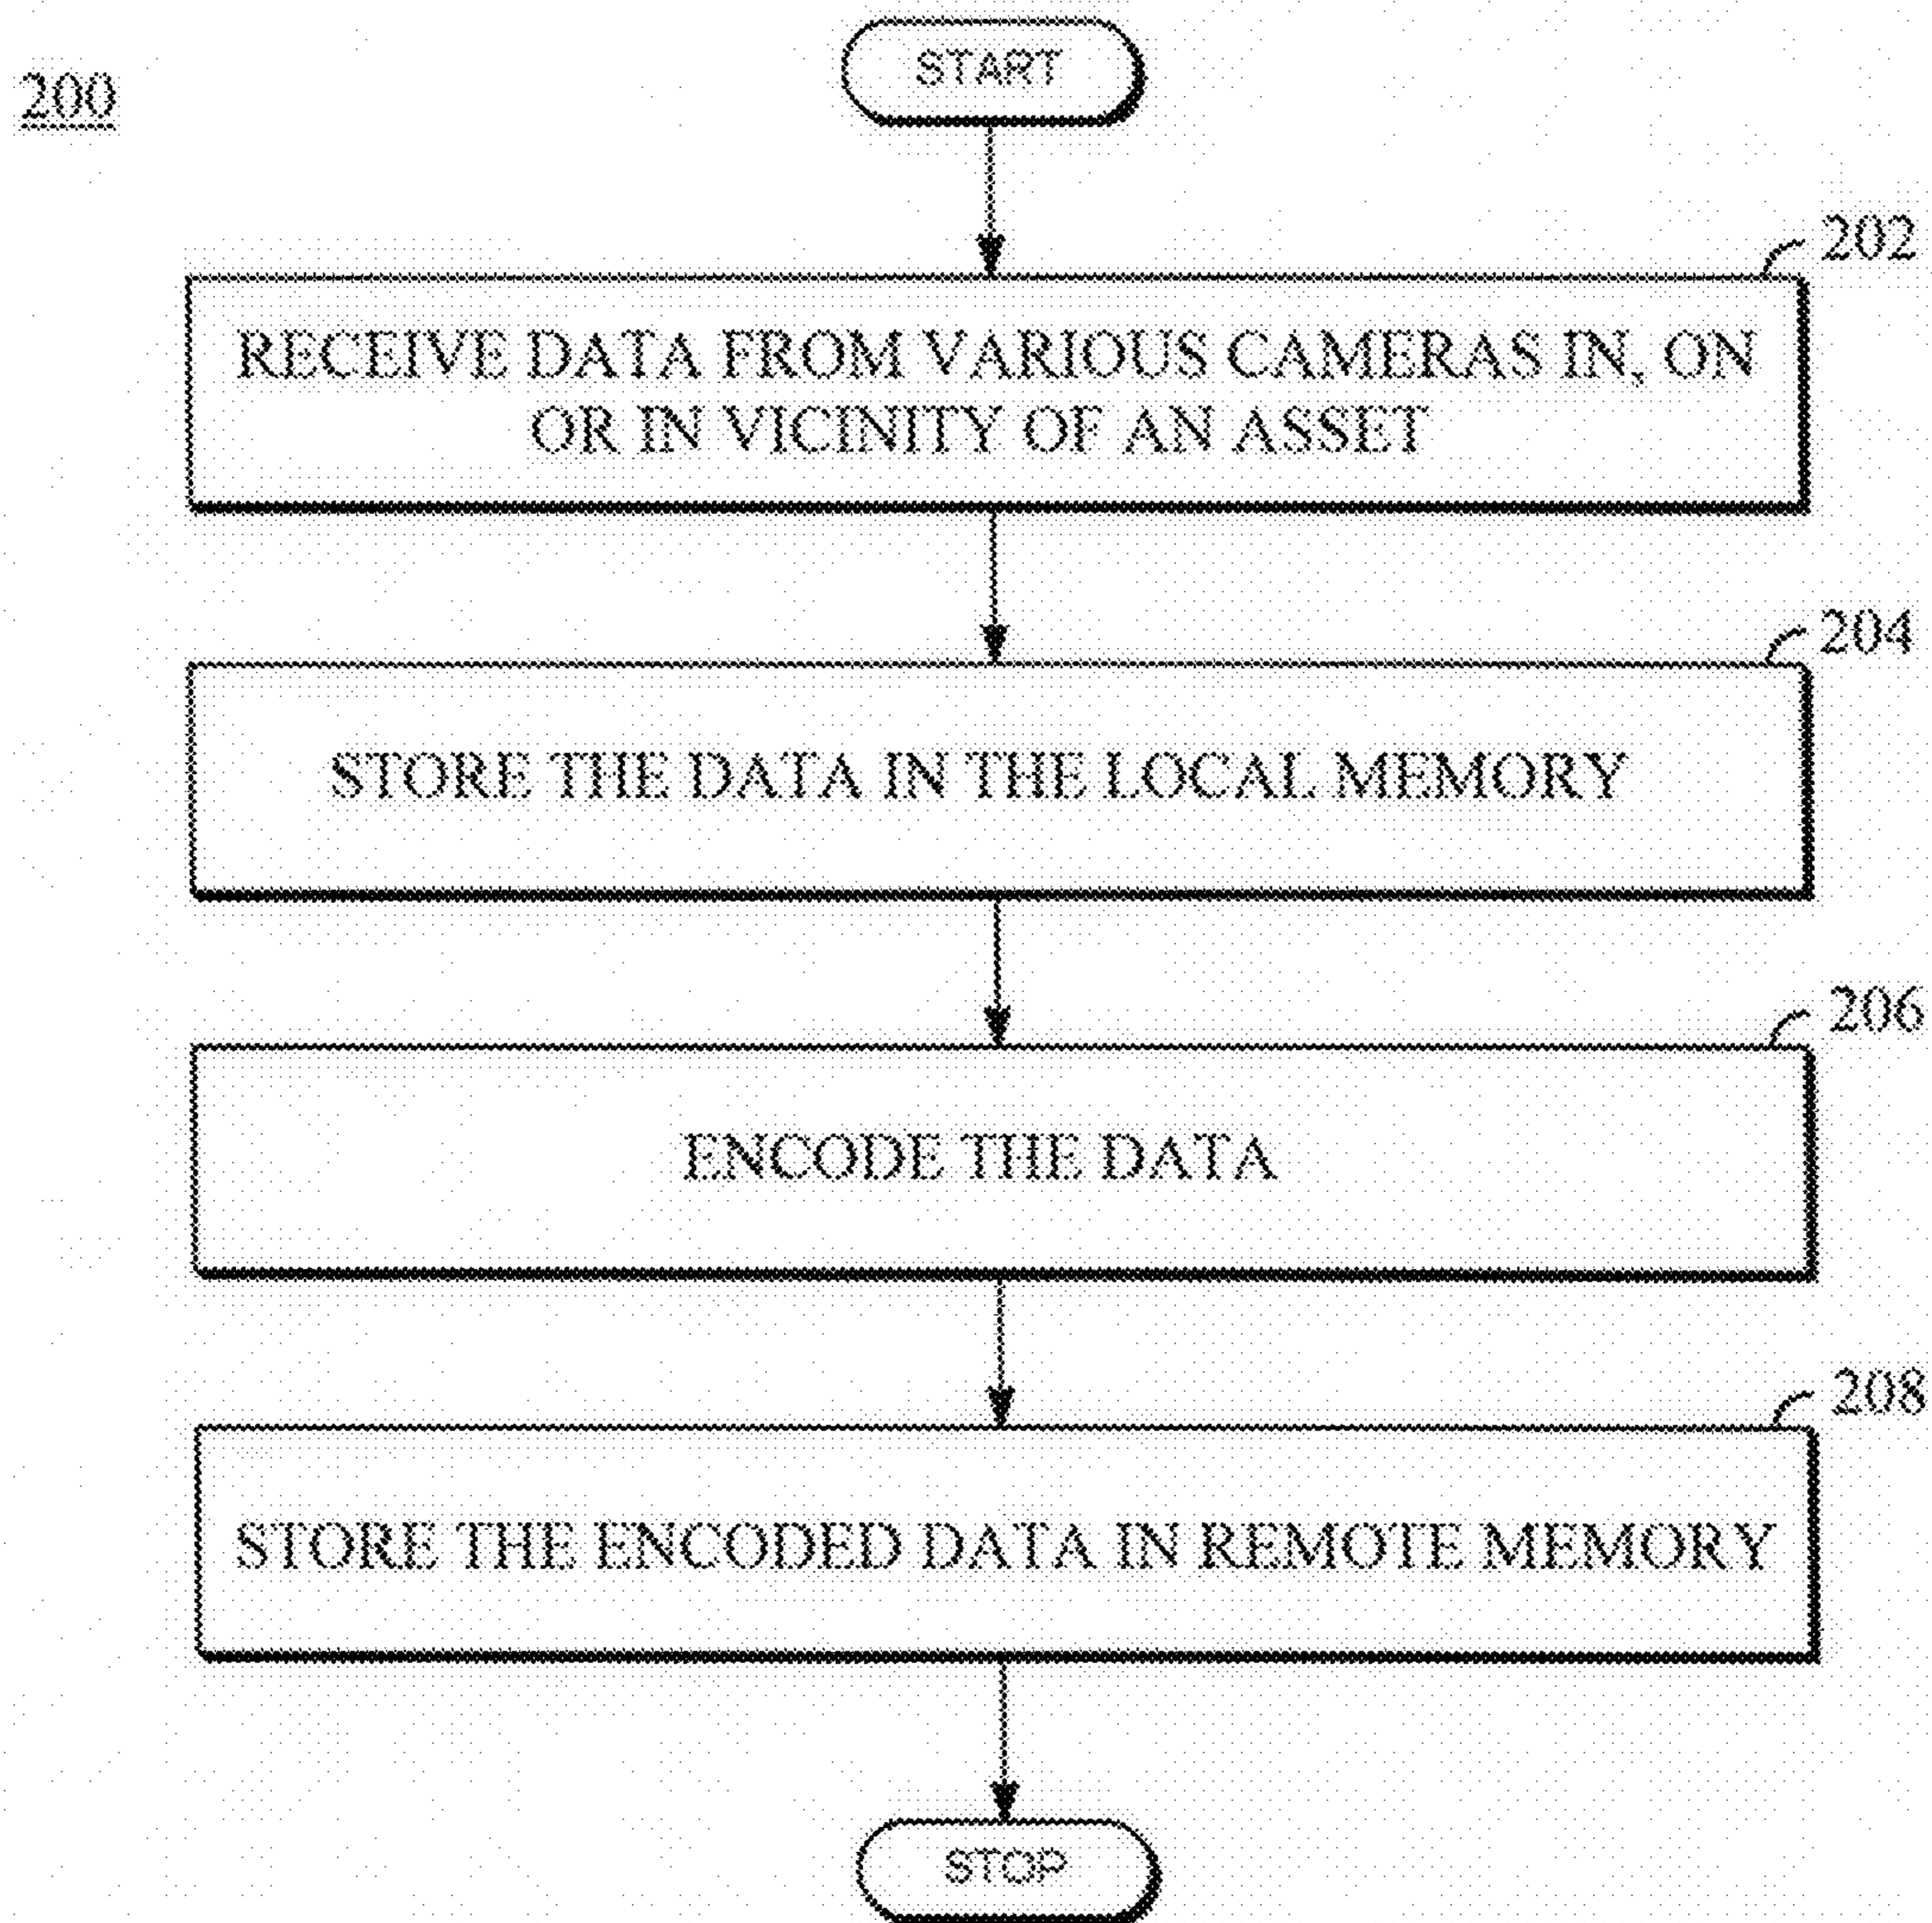 START
200
202
RECEIVE DATA FROM VARIOUS CAMERAS IN, ON
OR IN VICINITY OF AN ASSET
204
STORE THE DATA IN THE LOCAL MEMORY
206
ENCODE THE DATA
208
STORE THE ENCODED DATA IN REMOTE MEMORY
STOP